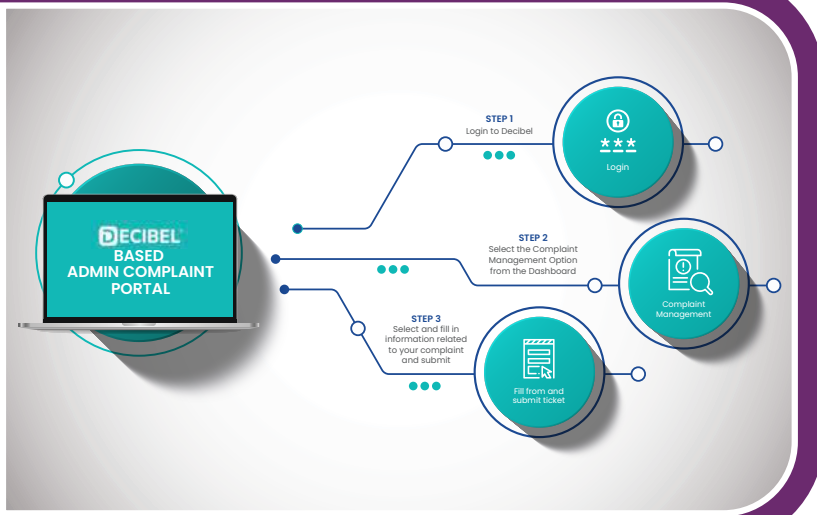 DECIBEL
BASED
ADMIN COMPLAINT
PORTAL
STEP 1
Login to Decibel
***
Login
STEP 2
Select the Complaint
Management Option
from the Dashboard
Complaint
Management
STEP 3
Select and fill in
information related
to your complaint
and submit
Fill from and
submit ticket